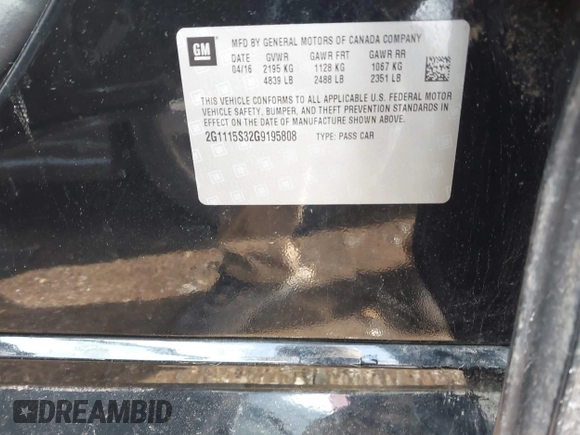 GM
MFD BY GENERAL MOTORS OF CANADA COMPANY
DATE GVWR GAWR FRT GAWR RR
04/16 2195 KG 1128 KG 1067 KG
4839 LB 2488 LB 2351 LB
THIS VEHICLE CONFORMS TO ALL APPLICABLE U.S. FEDERAL MOTOR
VEHICLE SAFETY, BUMPER, AND THEFT PREVENTION STANDARDS IN
EFFECT ON THE DATE OF MANUFACTURE SHOWN ABOVE.
2G1115S32G9195808 TYPE: PASS CAR
DREAMBID